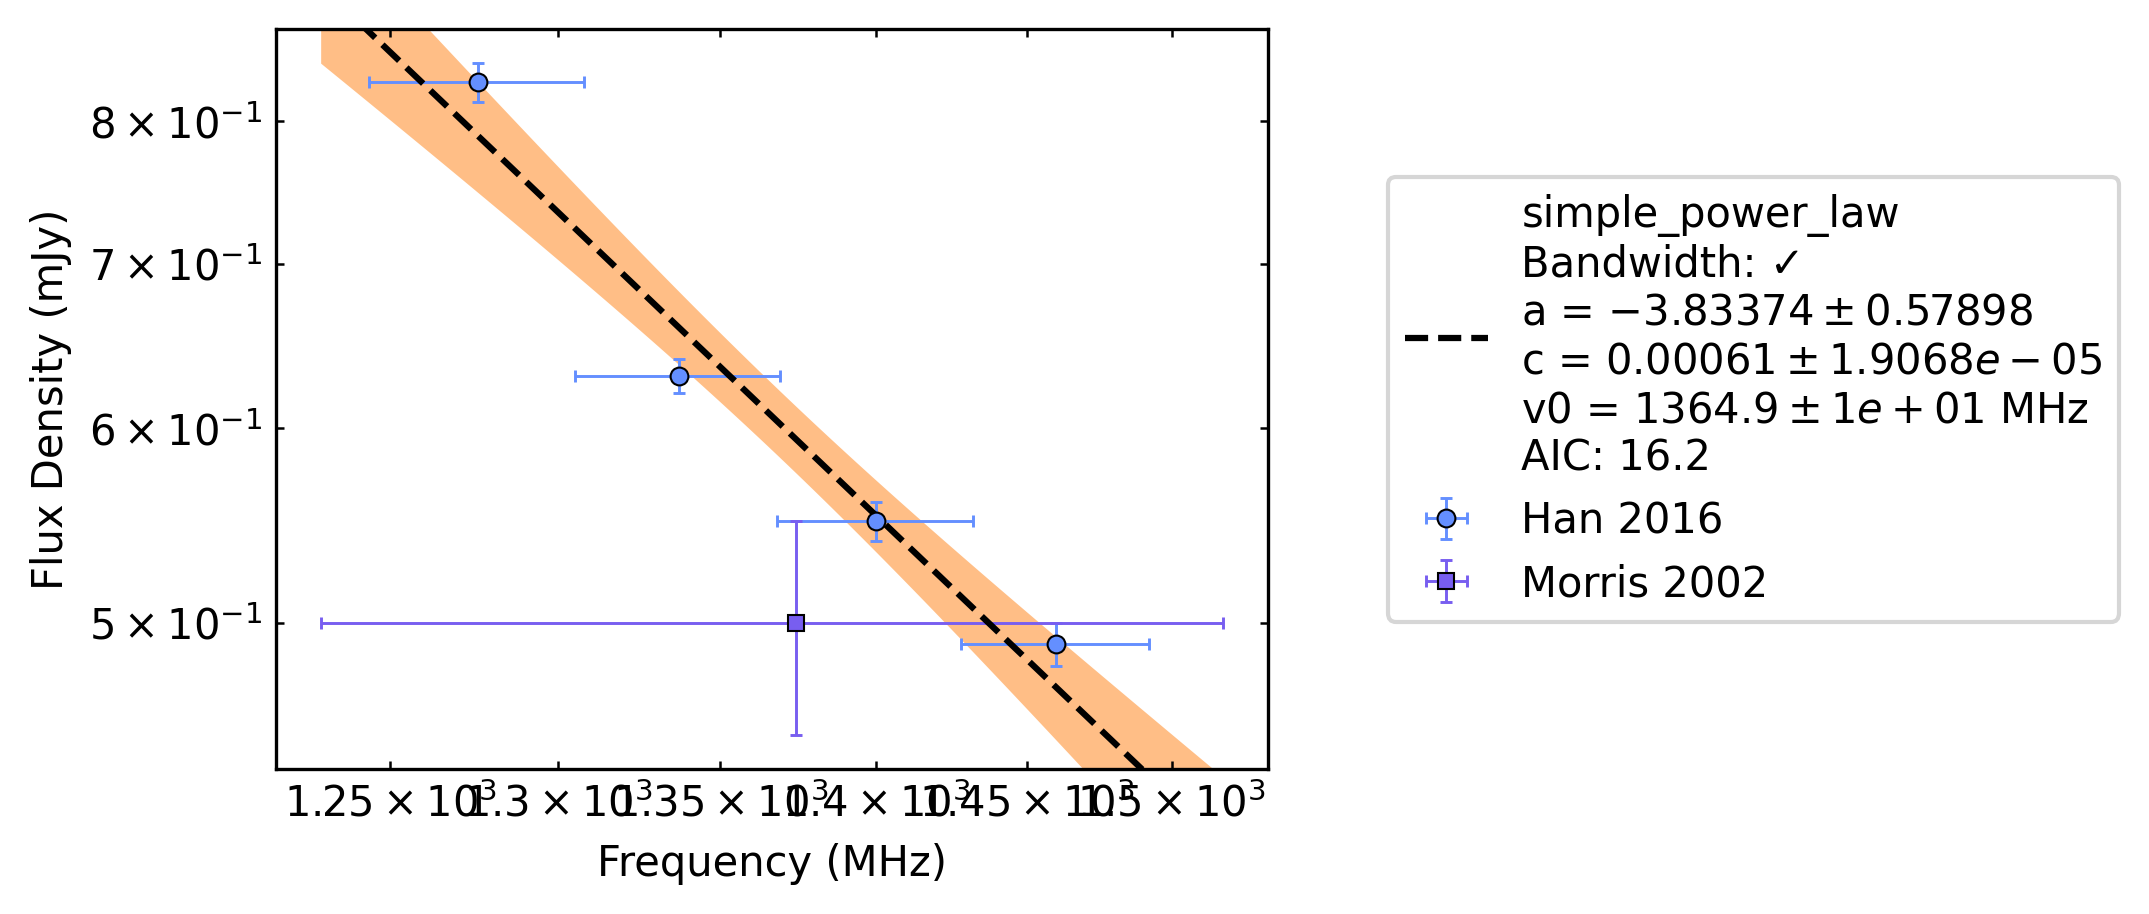 8 × 10⁻¹
7 × 10⁻¹
6 × 10⁻¹
5 × 10⁻¹
Flux Density (mJy)
1.25 × 10³
1.3 × 10³
1.35 × 10³
1.4 × 10³
1.45 × 10³
1.5 × 10³
Frequency (MHz)
simple_power_law
Bandwidth: ✓
a = −3.83374 ± 0.57898
c = 0.00061 ± 1.9068e − 05
v0 = 1364.9 ± 1e + 01 MHz
AIC: 16.2
Han 2016
Morris 2002